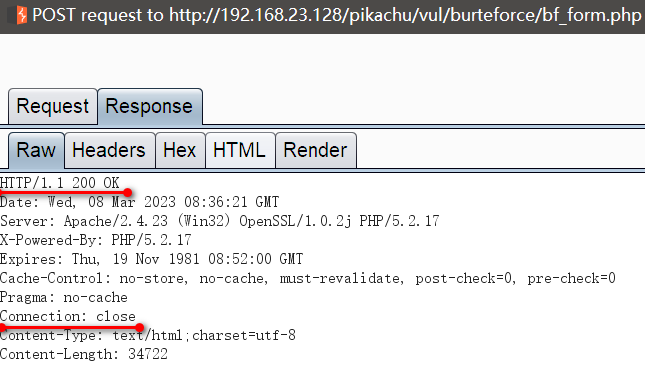 POST request to http://192.168.23.128/pikachu/vul/burteforce/bf_form.php
Request Response
Raw Headers Hex HTML Render
HTTP/1.1 200 OK
Date: Wed, 08 Mar 2023 08:36:21 GMT
Server: Apache/2.4.23 (Win32) OpenSSL/1.0.2j PHP/5.2.17
X-Powered-By: PHP/5.2.17
Expires: Thu, 19 Nov 1981 08:52:00 GMT
Cache-Control: no-store, no-cache, must-revalidate, post-check=0, pre-check=0
Pragma: no-cache
Connection: close
Content-Type: text/html;charset=utf-8
Content-Length: 34722